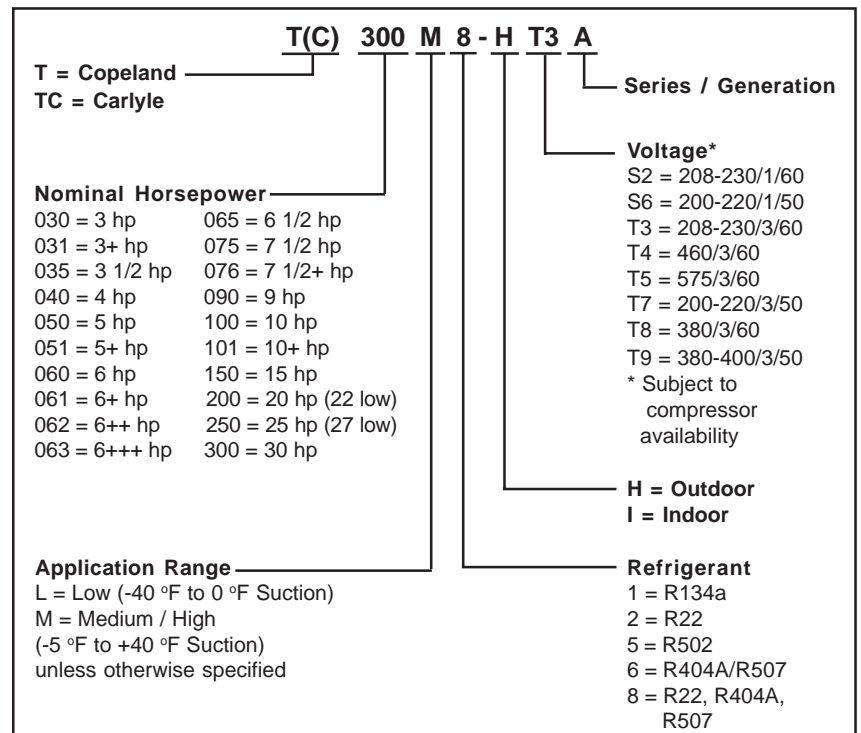 T(C) 300 M 8 - H T3 A
T = Copeland
TC = Carlyle
Series / Generation
Voltage*
S2 = 208-230/1/60
S6 = 200-220/1/50
T3 = 208-230/3/60
T4 = 460/3/60
T5 = 575/3/60
T7 = 200-220/3/50
T8 = 380/3/60
T9 = 380-400/3/50
* Subject to
compressor
availability
Nominal Horsepower
030 = 3 hp 065 = 6 1/2 hp
031 = 3+ hp 075 = 7 1/2 hp
035 = 3 1/2 hp 076 = 7 1/2+ hp
040 = 4 hp 090 = 9 hp
050 = 5 hp 100 = 10 hp
051 = 5+ hp 101 = 10+ hp
060 = 6 hp 150 = 15 hp
061 = 6+ hp 200 = 20 hp (22 low)
062 = 6++ hp 250 = 25 hp (27 low)
063 = 6+++ hp 300 = 30 hp
H = Outdoor
I = Indoor
Application Range
L = Low (-40 °F to 0 °F Suction)
M = Medium / High
(-5 °F to +40 °F Suction)
unless otherwise specified
Refrigerant
1 = R134a
2 = R22
5 = R502
6 = R404A/R507
8 = R22, R404A,
R507